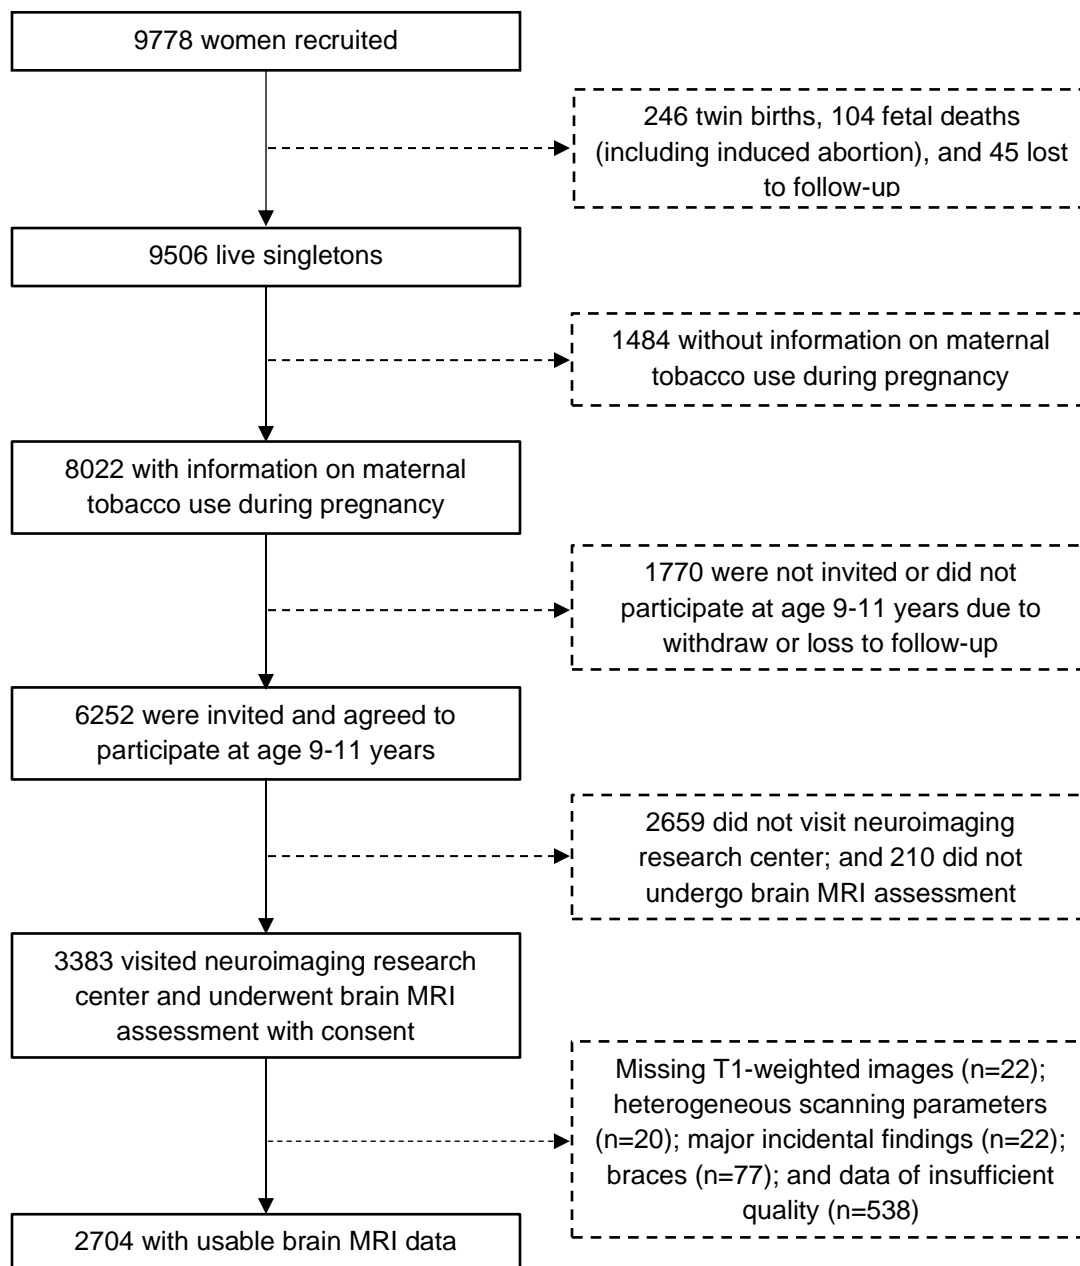 9778 women recruited
246 twin births, 104 fetal deaths
(including induced abortion), and 45 lost
to follow-up
9506 live singletons
1484 without information on maternal
tobacco use during pregnancy
8022 with information on maternal
tobacco use during pregnancy
1770 were not invited or did not
participate at age 9-11 years due to
withdraw or loss to follow-up
6252 were invited and agreed to
participate at age 9-11 years
2659 did not visit neuroimaging
research center; and 210 did not
undergo brain MRI assessment
3383 visited neuroimaging research
center and underwent brain MRI
assessment with consent
Missing T1-weighted images (n=22);
heterogeneous scanning parameters
(n=20); major incidental findings (n=22);
braces (n=77); and data of insufficient
quality (n=538)
2704 with usable brain MRI data